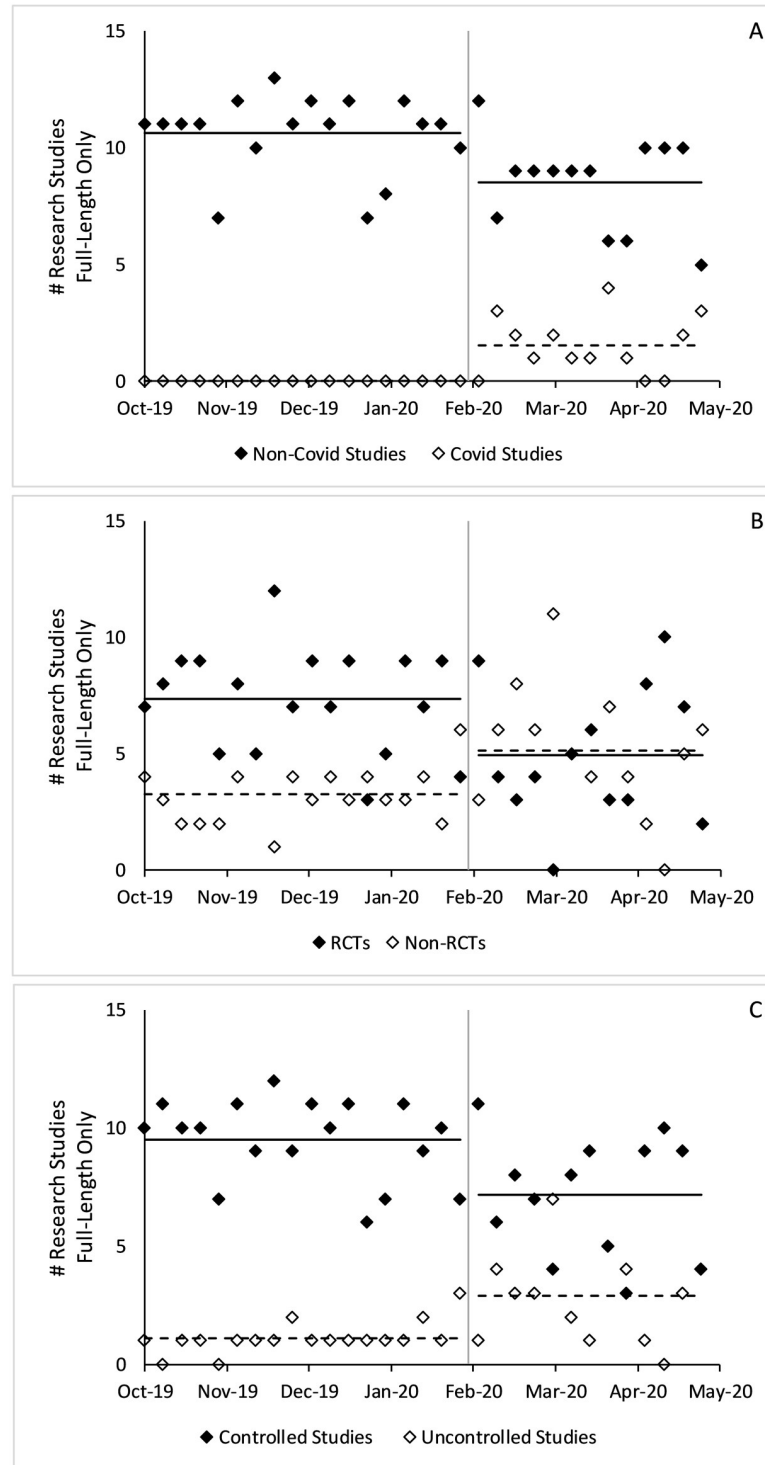 A
15
10
5
0
# Research Studies
Full-Length Only
Oct-19 Nov-19 Dec-19 Jan-20 Feb-20 Mar-20 Apr-20 May-20
Non-Covid Studies Covid Studies
B
15
10
5
0
# Research Studies
Full-Length Only
Oct-19 Nov-19 Dec-19 Jan-20 Feb-20 Mar-20 Apr-20 May-20
RCTs Non-RCTs
C
15
10
5
0
# Research Studies
Full-Length Only
Oct-19 Nov-19 Dec-19 Jan-20 Feb-20 Mar-20 Apr-20 May-20
Controlled Studies Uncontrolled Studies